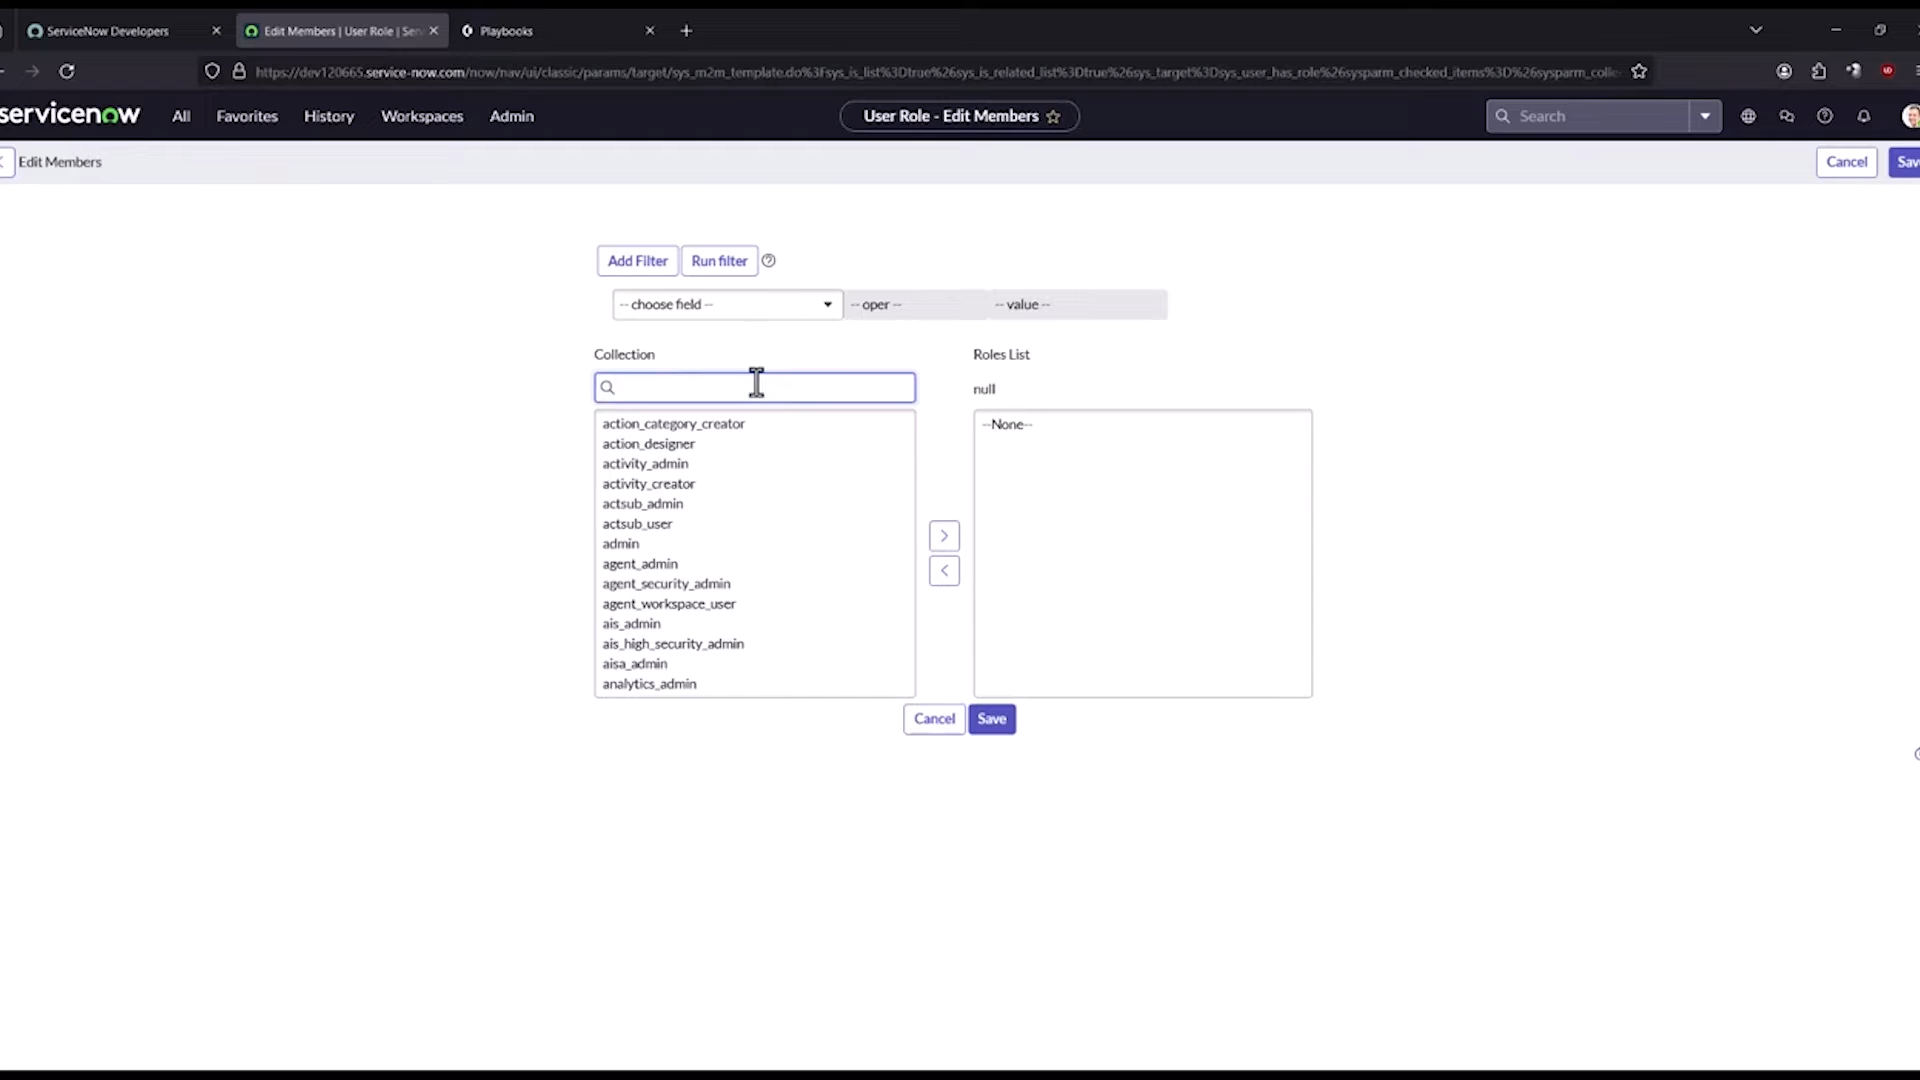 ServiceNow Developers
Edit Members | User Role | Ser
Playbooks
https://dev120665.service-now.com/now/nav/ui/classic/params/target/sys_m2m_template.do%3Fsys_is_list%3Dtrue%26sys_is_related_list%3Dtrue%26sys_target%3Dsys_user_has_role%26sysparm_checked_items%3D%26sysparm_colle
servicenow
All
Favorites
History
Workspaces
Admin
User Role - Edit Members
Search
Edit Members
Cancel
Sav
Add Filter
Run filter
-- choose field --
-- oper --
-- value --
Collection
Roles List
null
action_category_creator
action_designer
activity_admin
activity_creator
actsub_admin
actsub_user
admin
agent_admin
agent_security_admin
agent_workspace_user
ais_admin
ais_high_security_admin
aisa_admin
analytics_admin
--None--
Cancel
Save